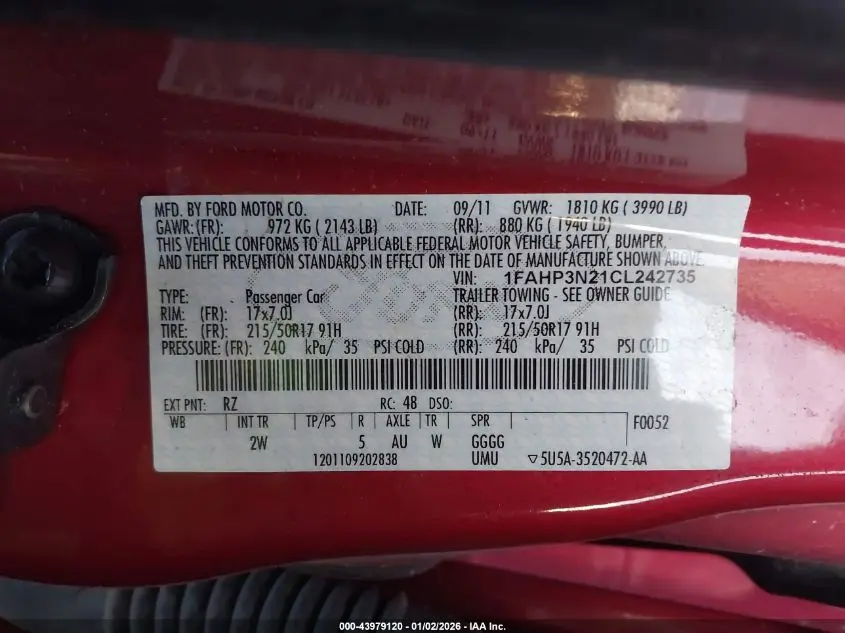 MFD. BY FORD MOTOR CO. DATE: 09/11 GVWR: 1810 KG ( 3990 LB)
GAWR:(FR): 972 KG ( 2143 LB) (RR): 880 KG ( 1940 LB)
THIS VEHICLE CONFORMS TO ALL APPLICABLE FEDERAL MOTOR VEHICLE SAFETY, BUMPER,
AND THEFT PREVENTION STANDARDS IN EFFECT ON THE DATE OF MANUFACTURE SHOWN ABOVE.
VIN: 1FAHP3N21CL242735
TYPE: Passenger Car TRAILER TOWING - SEE OWNER GUIDE
RIM: (FR): 17x7.0J (RR): 17x7.0J
TIRE: (FR): 215/50R17 91H (RR): 215/50R17 91H
PRESSURE: (FR): 240 kPa/ 35 PSI COLD (RR): 240 kPa/ 35 PSI COLD
EXT PNT: RZ RC: 48 DSO:
WB INT TR TP/PS R AXLE TR SPR F0052
2W 5 AU W GGGG
1201109202838 UMU ▽5U5A-3520472-AA
000-43979120 - 01/02/2026 - IAA Inc.